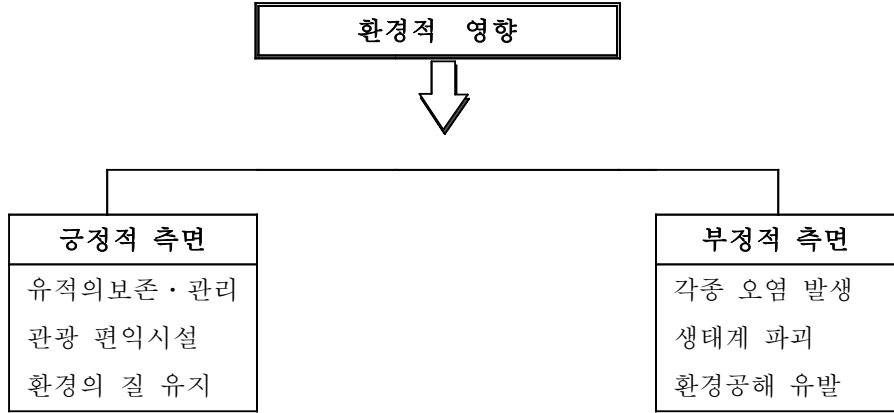 환경적 영향
긍정적 측면
유적의보존·관리
관광 편익시설
환경의 질 유지
부정적 측면
각종 오염 발생
생태계 파괴
환경공해 유발